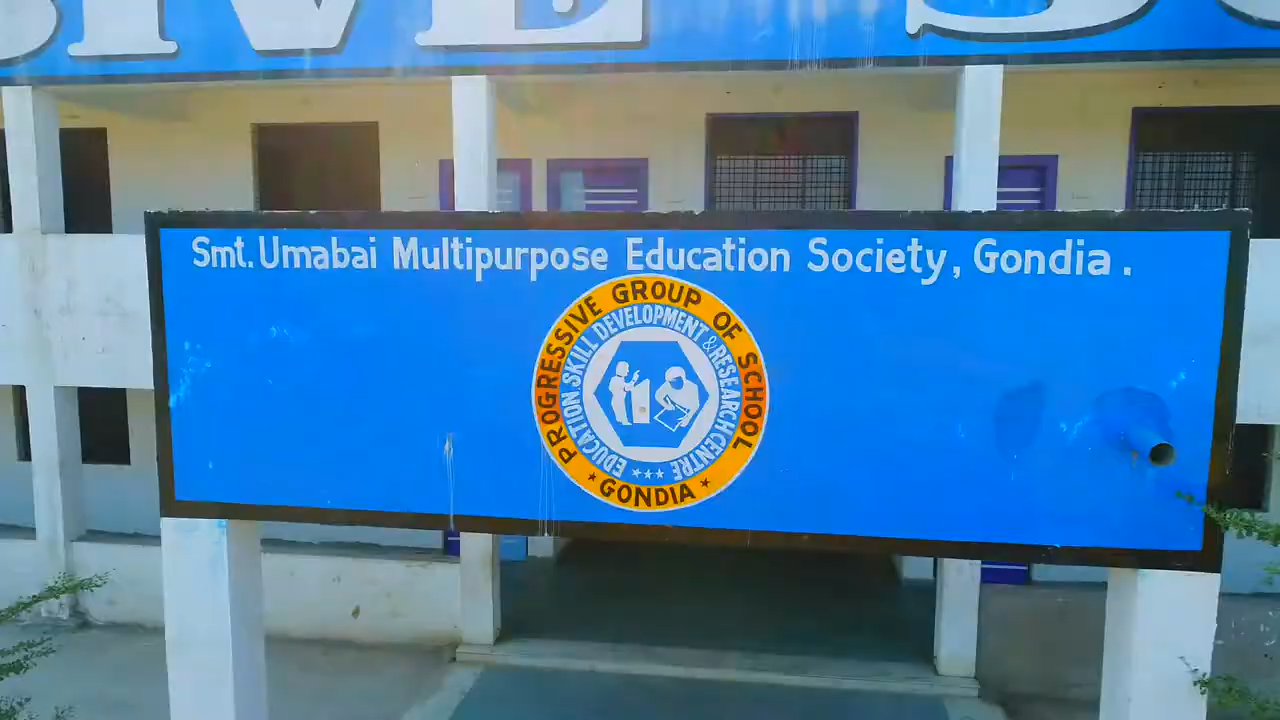 Smt. Umabai Multipurpose Education Society, Gondia.
PROGRESSIVE GROUP OF SCHOOL
EDUCATION, SKILL DEVELOPMENT & RESEARCH CENTRE
GONDIA